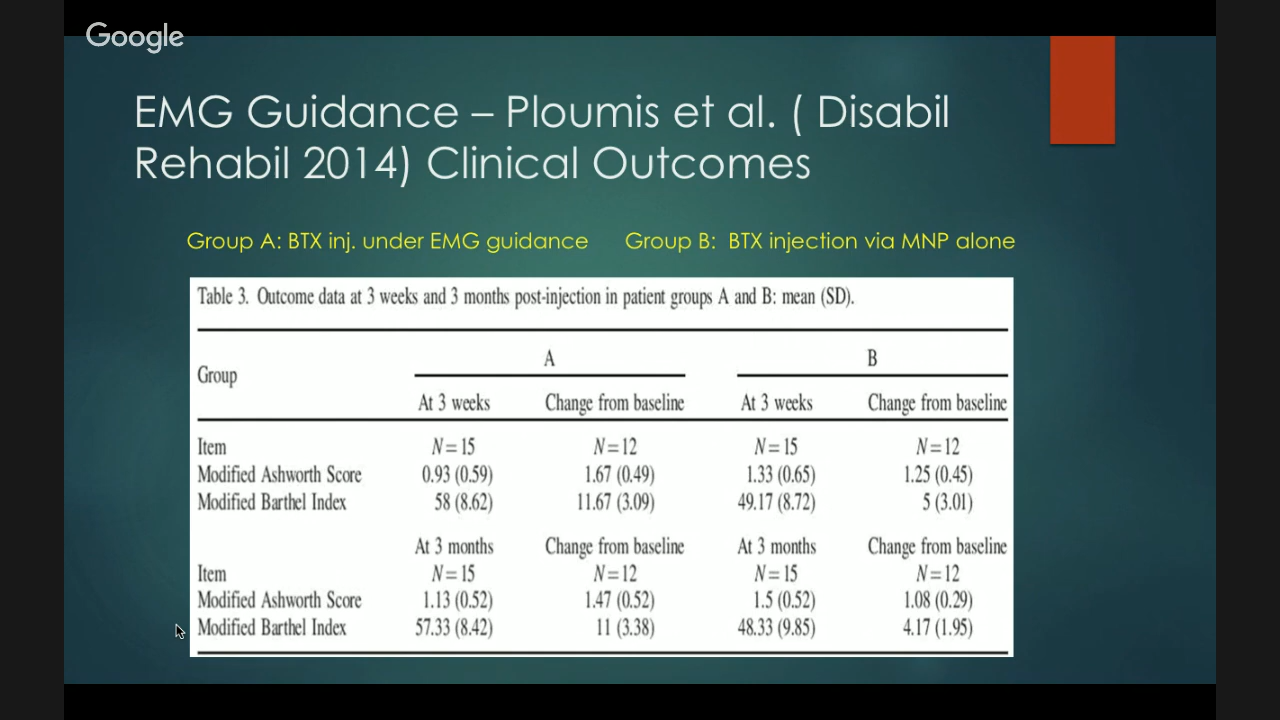 Google
EMG Guidance – Ploumis et al. ( Disabil
Rehabil 2014) Clinical Outcomes
Group A: BTX inj. under EMG guidance Group B: BTX injection via MNP alone
Table 3. Outcome data at 3 weeks and 3 months post-injection in patient groups A and B: mean (SD).
A B
Group
At 3 weeks Change from baseline At 3 weeks Change from baseline
Item N = 15 N = 12 N = 15 N = 12
Modified Ashworth Score 0.93 (0.59) 1.67 (0.49) 1.33 (0.65) 1.25 (0.45)
Modified Barthel Index 58 (8.62) 11.67 (3.09) 49.17 (8.72) 5 (3.01)
At 3 months Change from baseline At 3 months Change from baseline
Item N = 15 N = 12 N = 15 N = 12
Modified Ashworth Score 1.13 (0.52) 1.47 (0.52) 1.5 (0.52) 1.08 (0.29)
Modified Barthel Index 57.33 (8.42) 11 (3.38) 48.33 (9.85) 4.17 (1.95)